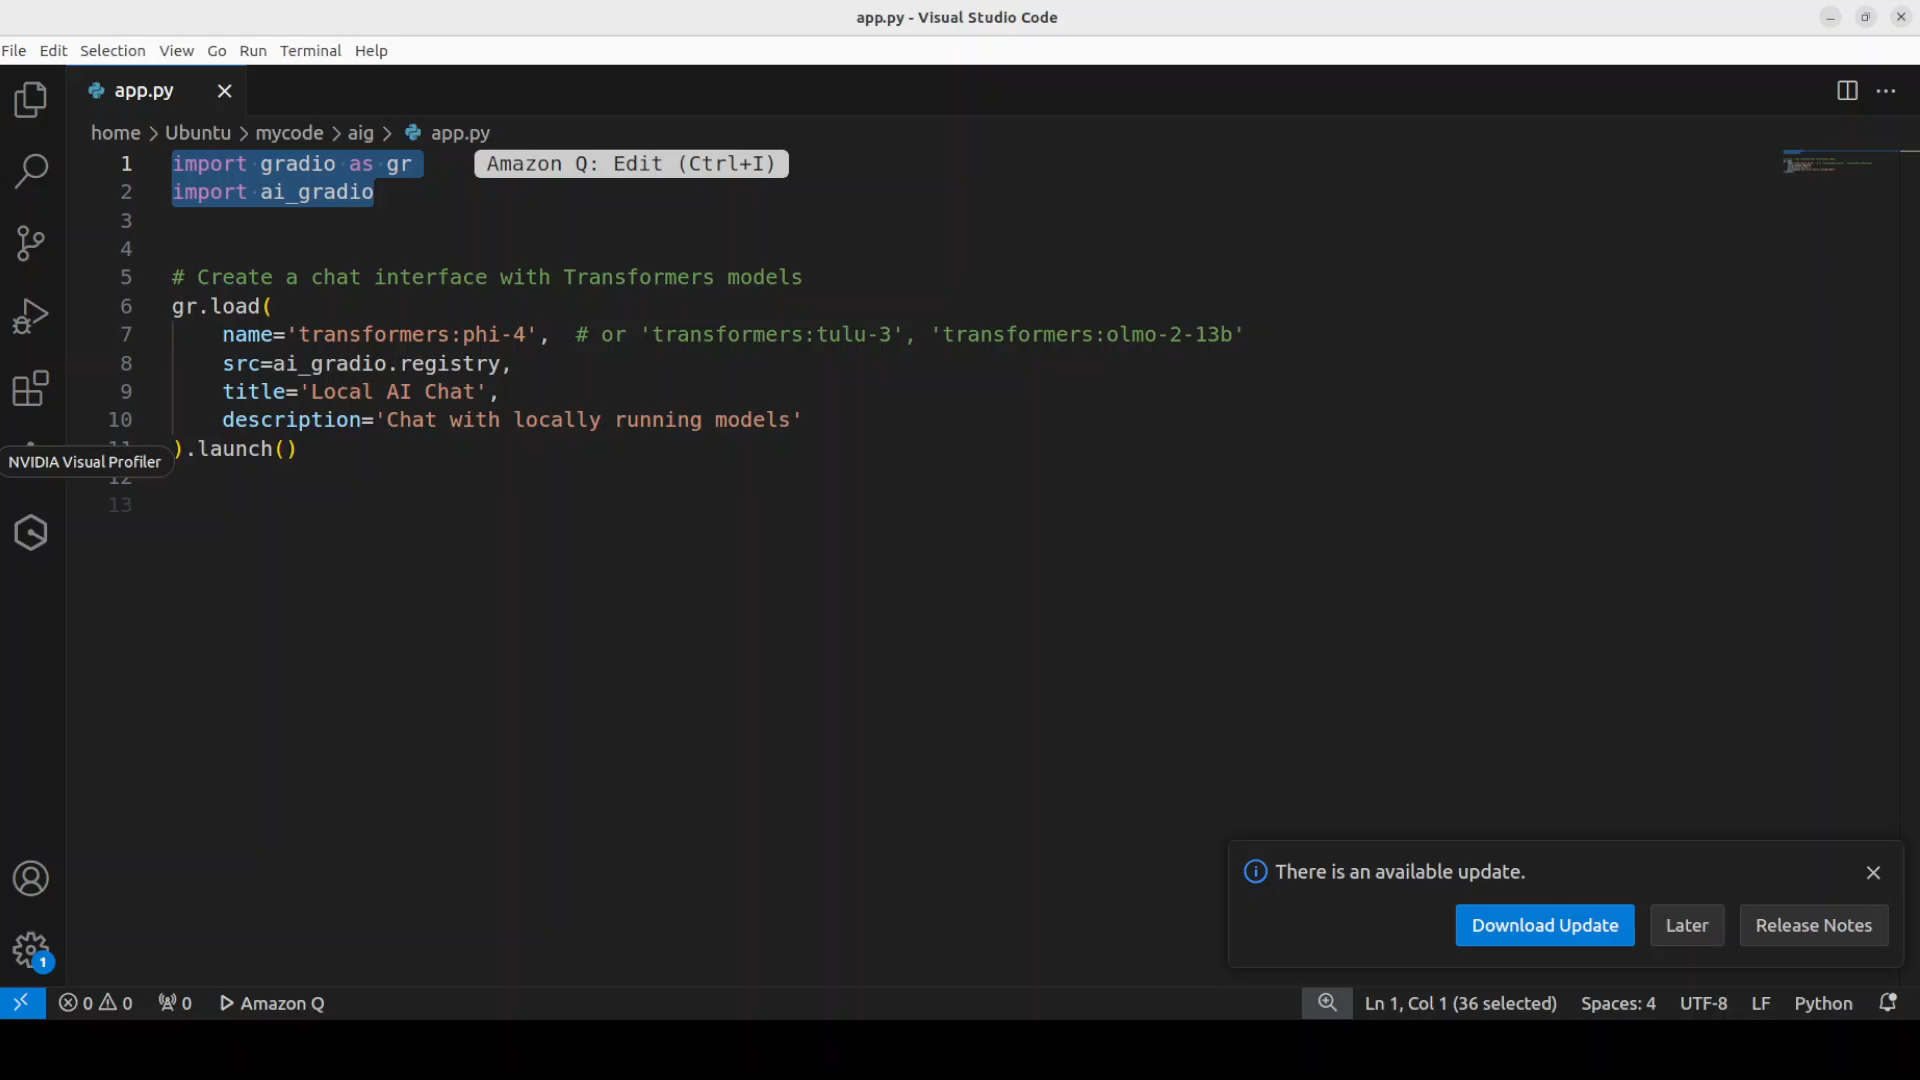 app.py - Visual Studio Code
File Edit Selection View Go Run Terminal Help
app.py
home > Ubuntu > mycode > aig > app.py
1 import gradio as gr Amazon Q: Edit (Ctrl+I)
2 import ai_gradio
3
4
5 # Create a chat interface with Transformers models
6 gr.load(
7 name='transformers:phi-4', # or 'transformers:tulu-3', 'transformers:olmo-2-13b'
8 src=ai_gradio.registry,
9 title='Local AI Chat',
10 description='Chat with locally running models'
11 ).launch()
NVIDIA Visual Profiler
12
13
There is an available update.
Download Update Later Release Notes
1
0 0 0 Amazon Q Ln 1, Col 1 (36 selected) Spaces: 4 UTF-8 LF Python